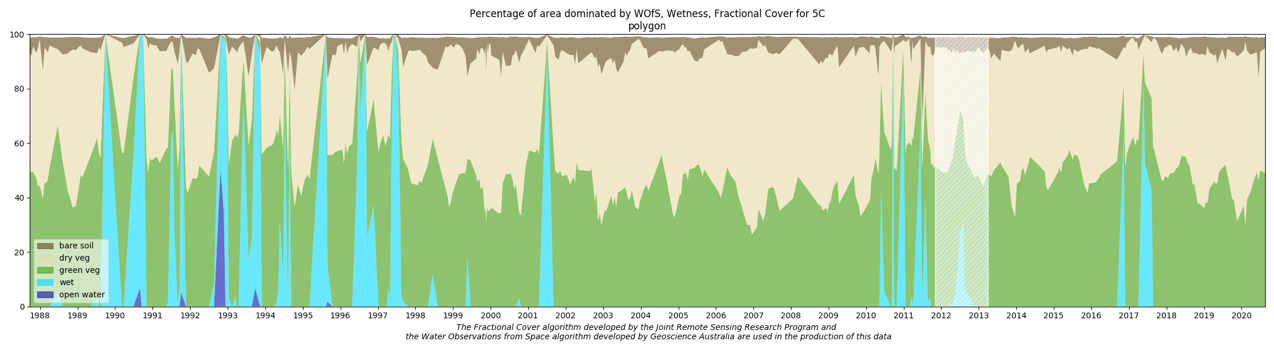 Percentage of area dominated by WOfS, Wetness, Fractional Cover for 5C
polygon
100
80
60
40
20
0
bare soil
dry veg
green veg
wet
open water
1988 1989 1990 1991 1992 1993 1994 1995 1996 1997 1998 1999 2000 2001 2002 2003 2004 2005 2006 2007 2008 2009 2010 2011 2012 2013 2014 2015 2016 2017 2018 2019 2020
The Fractional Cover algorithm developed by the Joint Remote Sensing Research Program and
the Water Observations from Space algorithm developed by Geoscience Australia are used in the production of this data